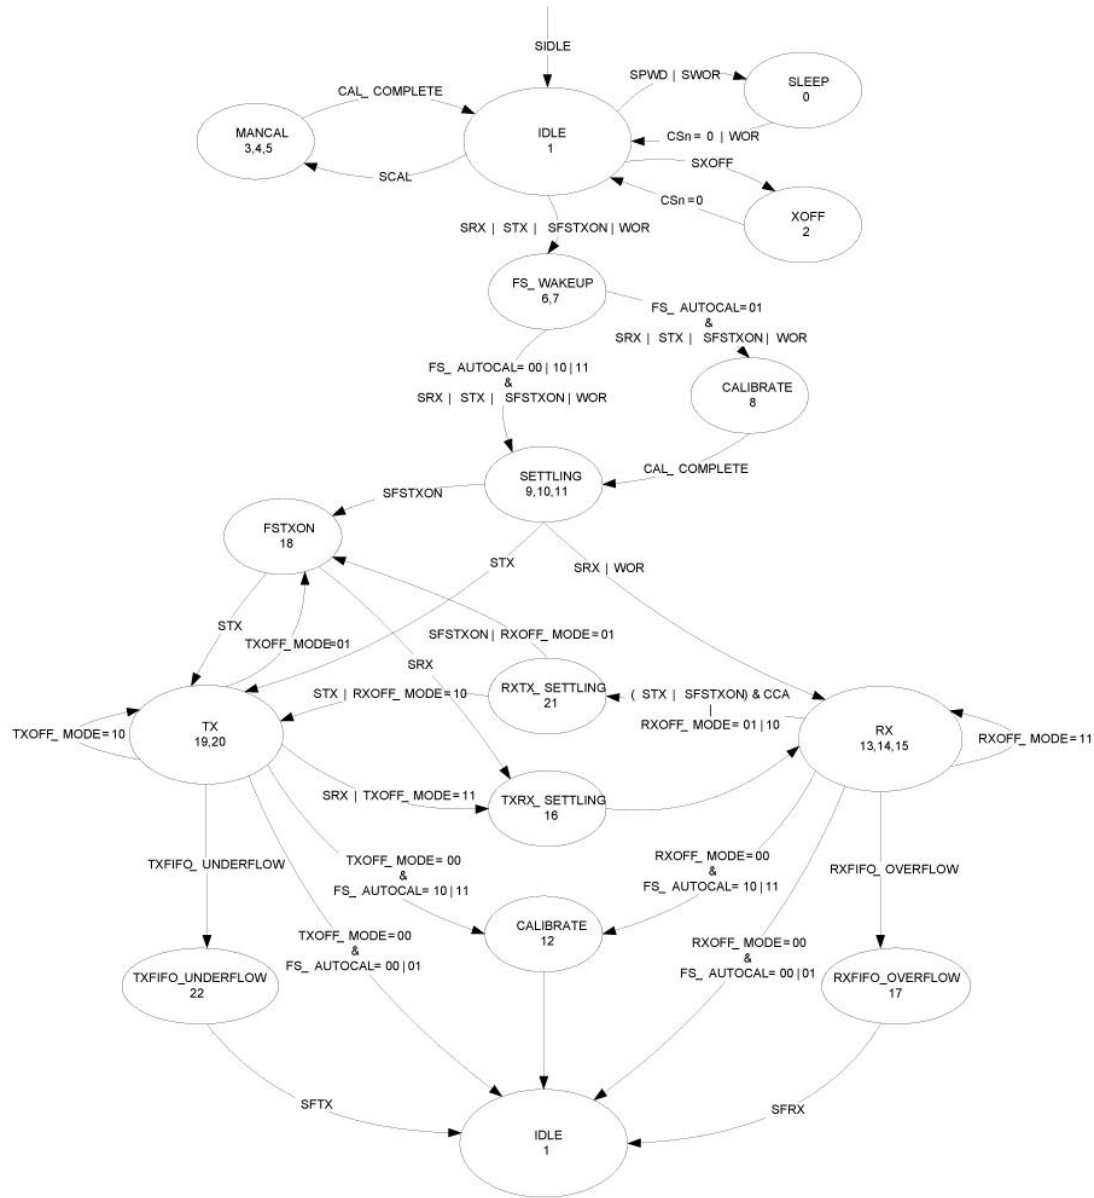 SIDLE
SPWD | SWOR
SLEEP
0
CAL_ COMPLETE
MANCAL
3,4,5
IDLE
1
CSn = 0 | WOR
SCAL
SXOFF
CSn =0
XOFF
2
SRX | STX | SFSTXON | WOR
FS_ WAKEUP
6,7
FS_ AUTOCAL= 01
&
SRX | STX | SFSTXON | WOR
FS_ AUTOCAL= 00 | 10 | 11
&
SRX | STX | SFSTXON | WOR
CALIBRATE
8
CAL_ COMPLETE
SETTLING
9,10,11
SFSTXON
FSTXON
18
STX
SRX | WOR
STX
TXOFF_ MODE=01
SFSTXON | RXOFF_ MODE = 01
SRX
RXTX_ SETTLING
21
STX | RXOFF_ MODE = 10
( STX | SFSTXON) & CCA
|
RXOFF_ MODE = 01 | 10
TXOFF_ MODE = 10
TX
19,20
RX
13,14,15
RXOFF_ MODE = 11
SRX | TXOFF_ MODE = 11
TXRX_ SETTLING
16
TXFIFO_ UNDERFLOW
TXOFF_ MODE = 00
&
FS_ AUTOCAL= 10 | 11
RXOFF_ MODE = 00
&
FS_ AUTOCAL= 10 | 11
RXFIFO_ OVERFLOW
CALIBRATE
12
TXOFF_ MODE = 00
&
FS_ AUTOCAL= 00 | 01
RXOFF_ MODE = 00
&
FS_ AUTOCAL= 00 | 01
TXFIFO_UNDERFLOW
22
RXFIFO_OVERFLOW
17
SFTX
SFRX
IDLE
1